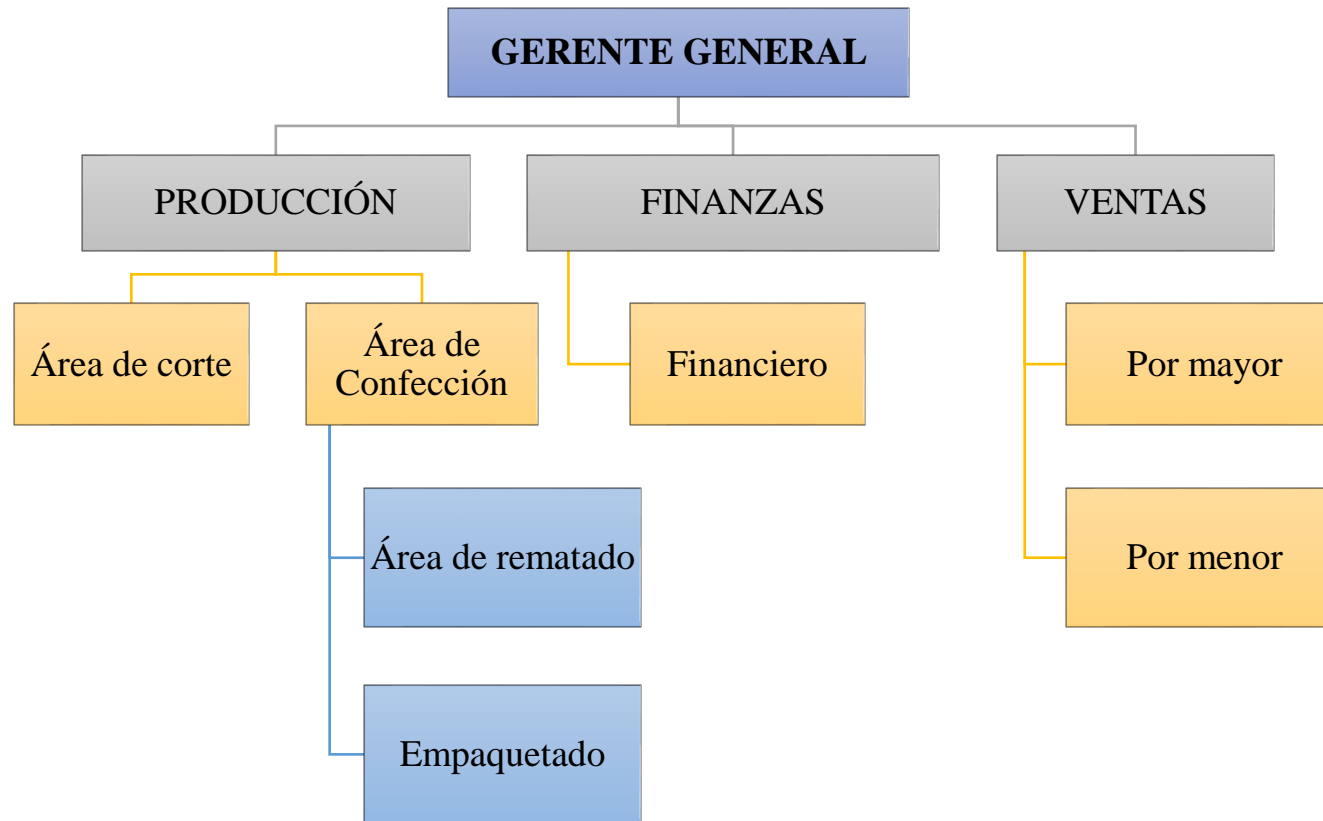 GERENTE GENERAL
PRODUCCIÓN
FINANZAS
VENTAS
Área de corte
Área de
Confección
Financiero
Por mayor
Área de rematado
Por menor
Empaquetado